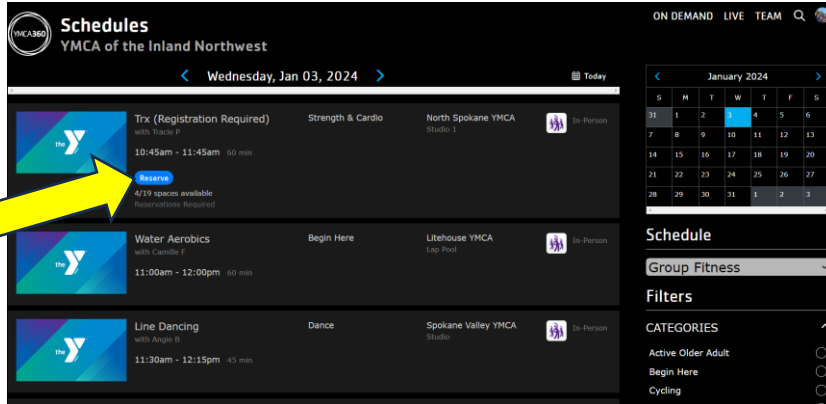 YMCA360
Schedules
YMCA of the Inland Northwest
ON DEMAND LIVE TEAM
Wednesday, Jan 03, 2024
Today
Trx (Registration Required)
with Tracie P
10:45am - 11:45am 60 min
Reserve
4/19 spaces available
Reservations Required
Strength & Cardio
North Spokane YMCA
Studio 1
In-Person
the Y
Water Aerobics
with Camille F
11:00am - 12:00pm 60 min
Begin Here
Litehouse YMCA
Lap Pool
In-Person
the Y
Line Dancing
with Angie B
11:30am - 12:15pm 45 min
Dance
Spokane Valley YMCA
Studio
In-Person
the Y
January 2024
S M T W T F S
31 1 2 3 4 5 6
7 8 9 10 11 12 13
14 15 16 17 18 19 20
21 22 23 24 25 26 27
28 29 30 31 1 2 3
Schedule
Group Fitness
Filters
CATEGORIES
Active Older Adult
Begin Here
Cycling